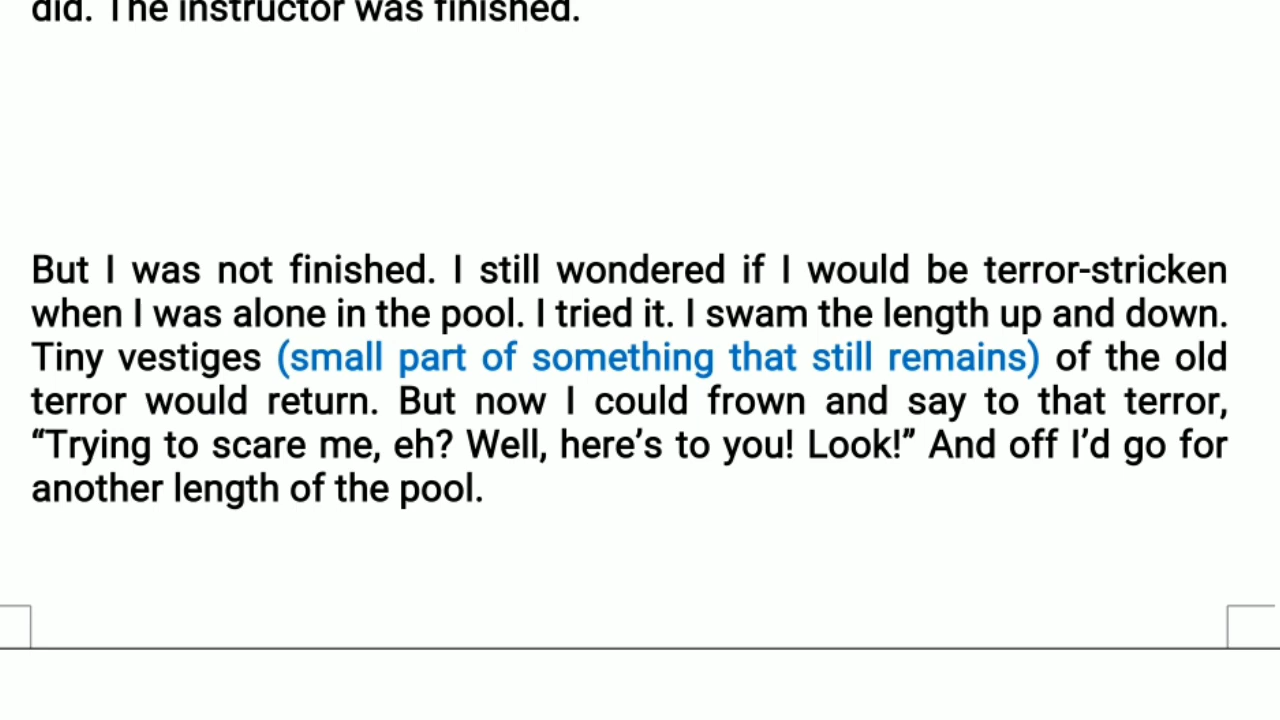 did. The instructor was finished.
But I was not finished. I still wondered if I would be terror-stricken
when I was alone in the pool. I tried it. I swam the length up and down.
Tiny vestiges (small part of something that still remains) of the old
terror would return. But now I could frown and say to that terror,
“Trying to scare me, eh? Well, here’s to you! Look!” And off I’d go for
another length of the pool.